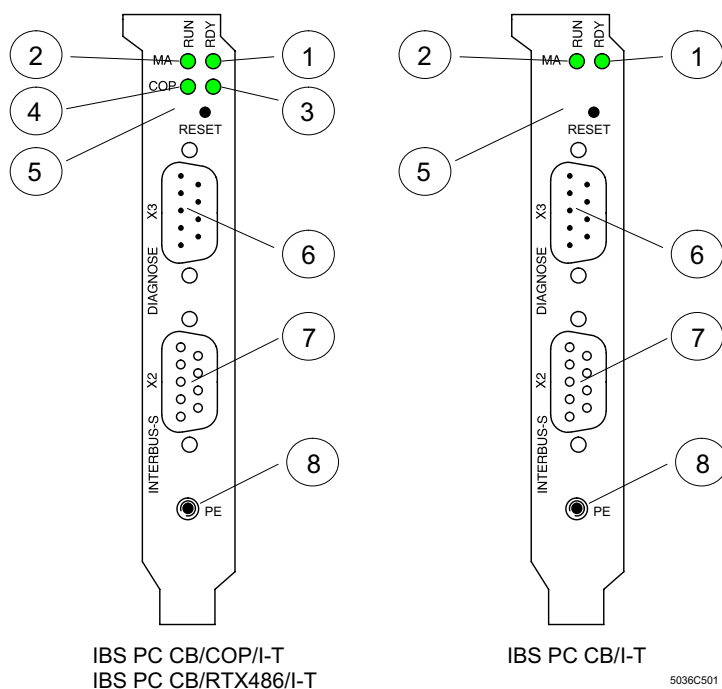 RUN RDY
2 MA 1
4 COP 3
5 RESET
X3
6
DIAGNOSE
7
X2
INTERBUS-S
8
PE
IBS PC CB/COP/I-T
IBS PC CB/RTX486/I-T
RUN RDY
2 MA 1
5 RESET
X3
6
DIAGNOSE
7
X2
INTERBUS-S
8
PE
IBS PC CB/I-T
5036C501